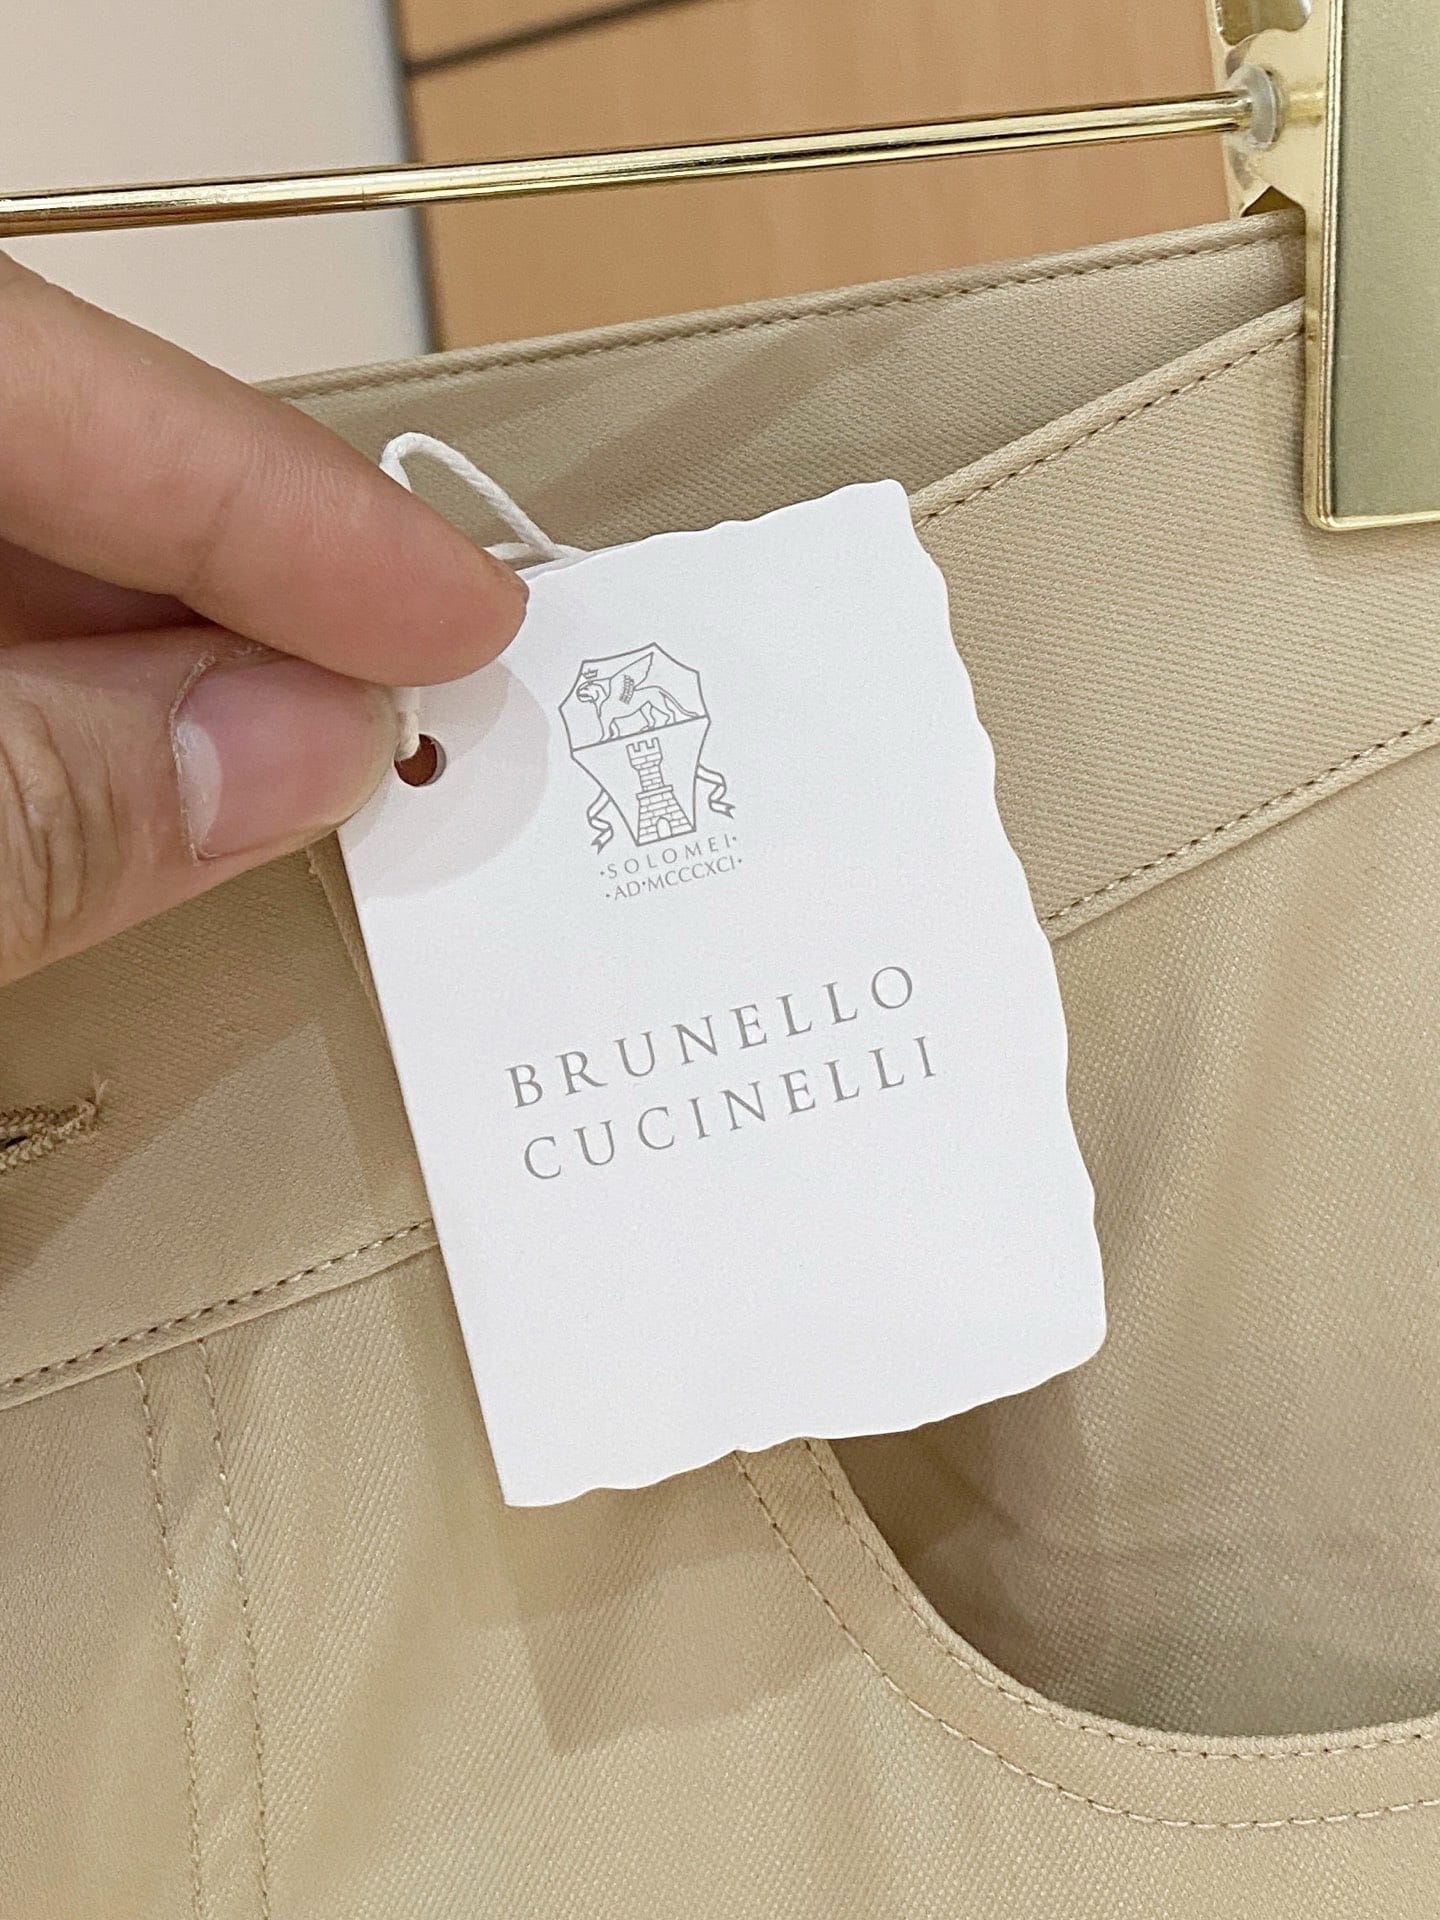 ·SOLOMEI·
·AD·MCCCXCI·
BRUNELLO
CUCINELLI